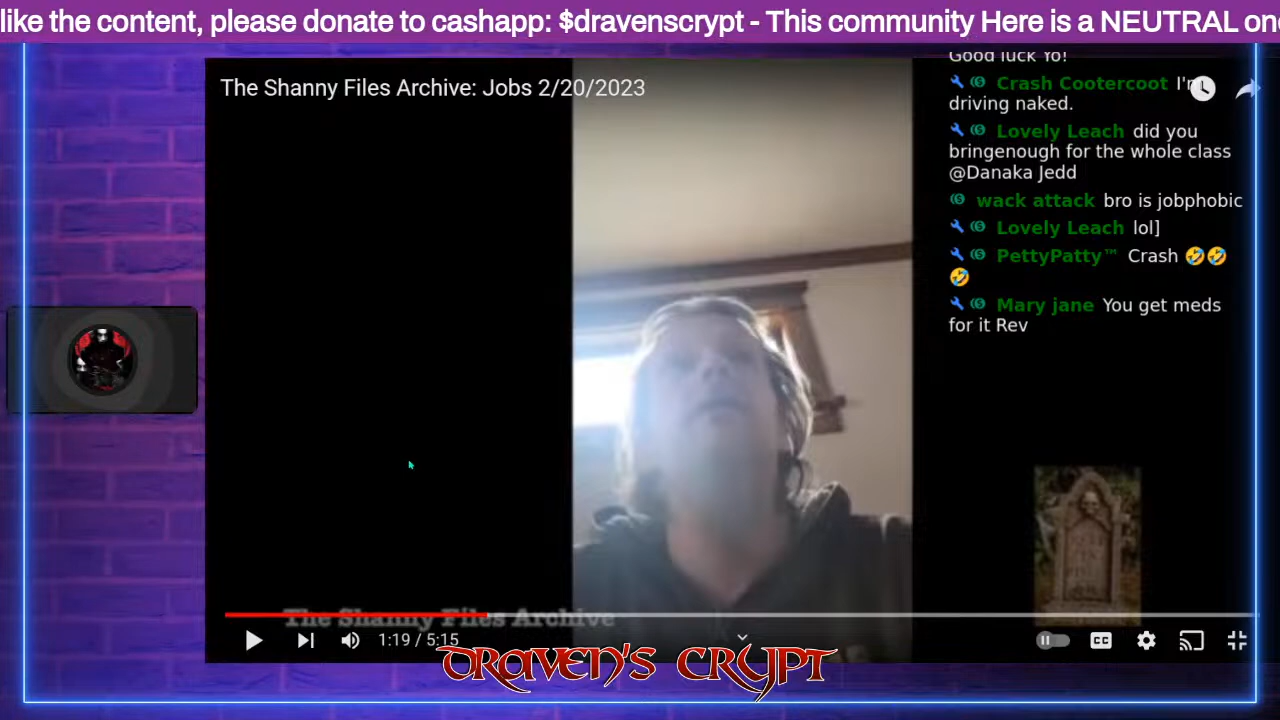 like the content, please donate to cashapp: $dravenscrypt - This community Here is a NEUTRAL on
The Shanny Files Archive: Jobs 2/20/2023
Good luck Yo!
Crash Cootercoot I'm
driving naked.
Lovely Leach did you
bringenough for the whole class
@Danaka Jedd
wack attack bro is jobphobic
Lovely Leach lol]
PettyPatty™ Crash 🤣🤣
🤣
Mary jane You get meds
for it Rev
The Shanny Files Archive
1:19 / 5:15
CC
DRAVEN'S CRYPT